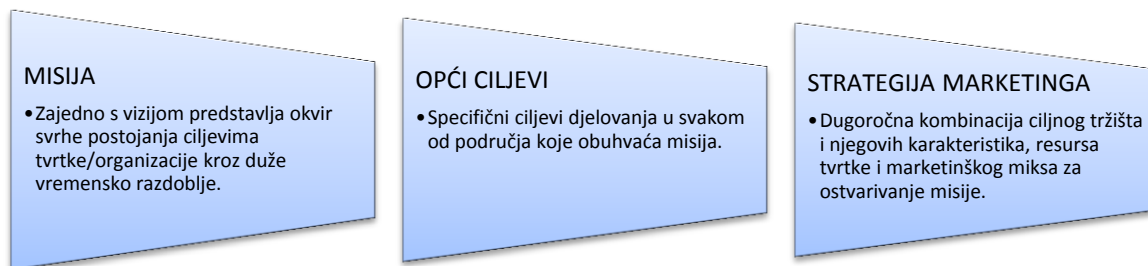 MISIJA
•Zajedno s vizijom predstavlja okvir
svrhe postojanja ciljevima
tvrtke/organizacije kroz duže
vremensko razdoblje.
OPĆI CILJEVI
•Specifični ciljevi djelovanja u svakom
od područja koje obuhvaća misija.
STRATEGIJA MARKETINGA
•Dugoročna kombinacija ciljnog tržišta
i njegovih karakteristika, resursa
tvrtke i marketinškog miksa za
ostvarivanje misije.